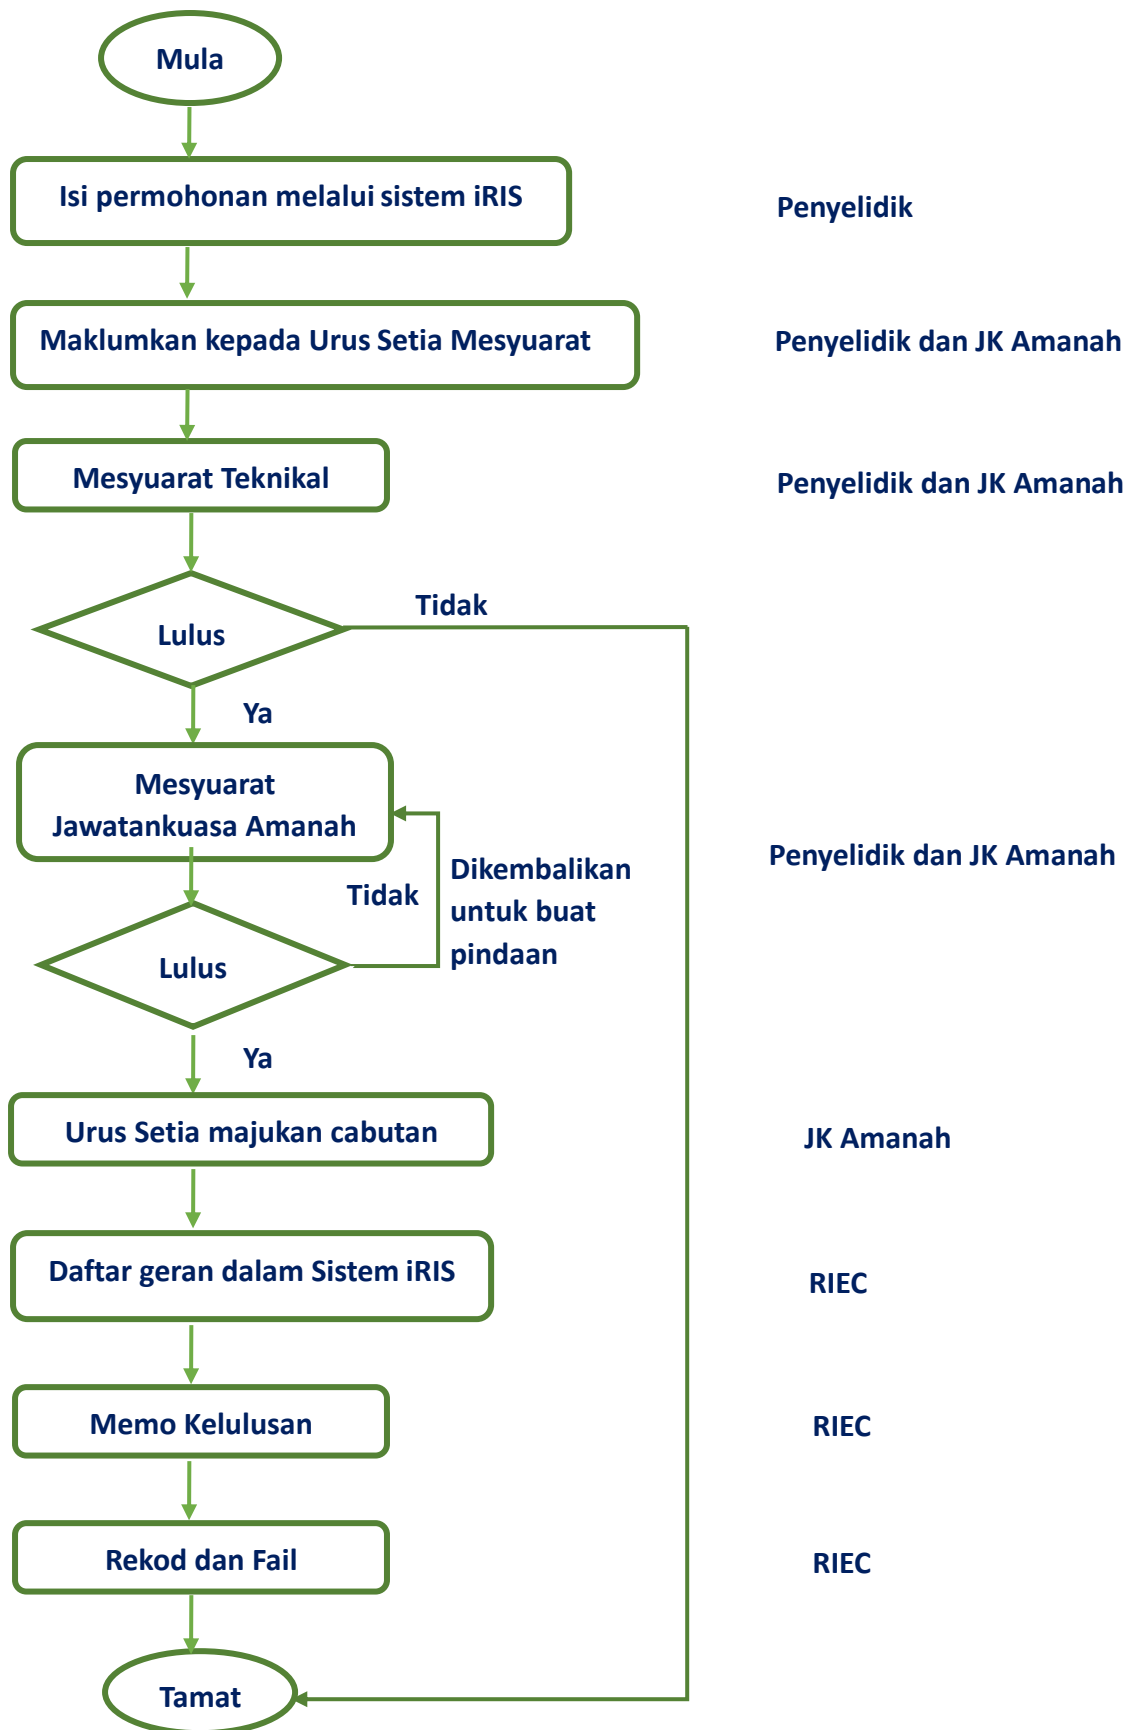 Mula
Isi permohonan melalui sistem iRIS
Penyelidik
Maklumkan kepada Urus Setia Mesyuarat
Penyelidik dan JK Amanah
Mesyuarat Teknikal
Penyelidik dan JK Amanah
Tidak
Lulus
Ya
Mesyuarat
Jawatankuasa Amanah
Penyelidik dan JK Amanah
Tidak
Dikembalikan
untuk buat
pindaan
Lulus
Ya
Urus Setia majukan cabutan
JK Amanah
Daftar geran dalam Sistem iRIS
RIEC
Memo Kelulusan
RIEC
Rekod dan Fail
RIEC
Tamat